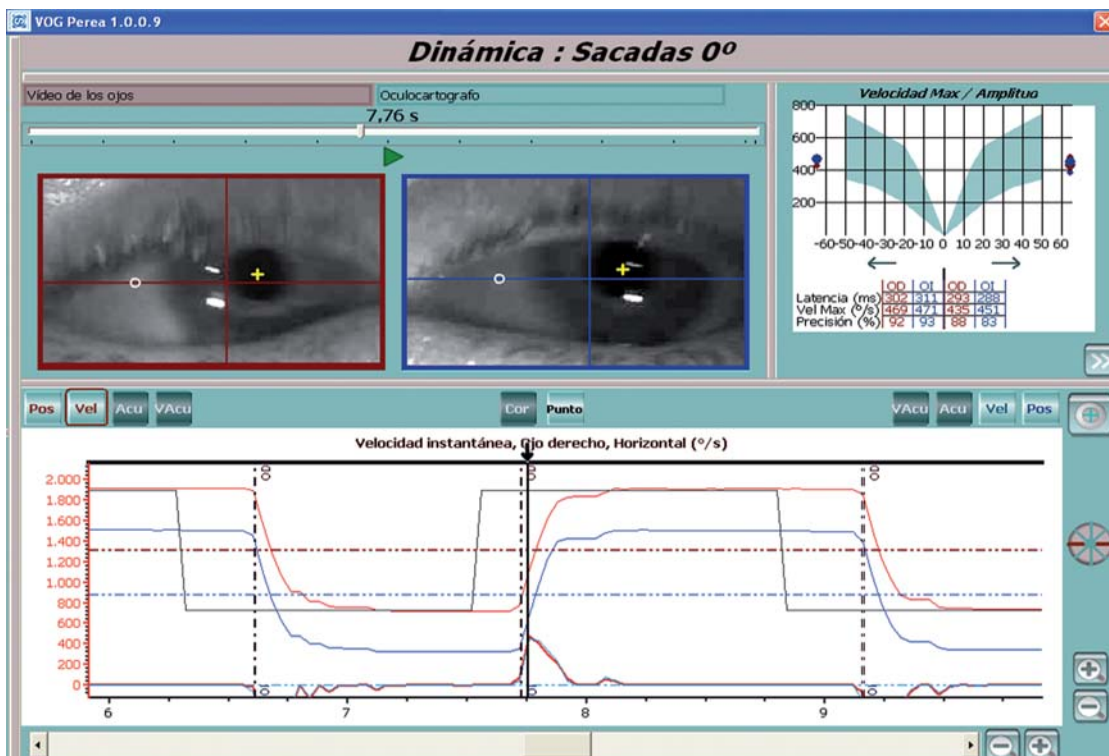 VOG Perea 1.0.0.9
Dinámica : Sacadas 0º
Vídeo de los ojos
Oculocartografo
7,76 s
Velocidad Max / Amplitud
800
600
400
200
-60-50-40-30-20-10 0 10 20 30 40 50 60
OD OI OD OI
Latencia (ms) 302 311 293 288
Vel Max (º/s) 469 471 435 451
Precisión (%) 92 93 88 83
Pos Vel Acu VAcu Cor Punto VAcu Acu Vel Pos
Velocidad instantánea, Ojo derecho, Horizontal (°/s)
2.000
1.800
1.600
1.400
1.200
1.000
800
600
400
200
0
6 7 8 9